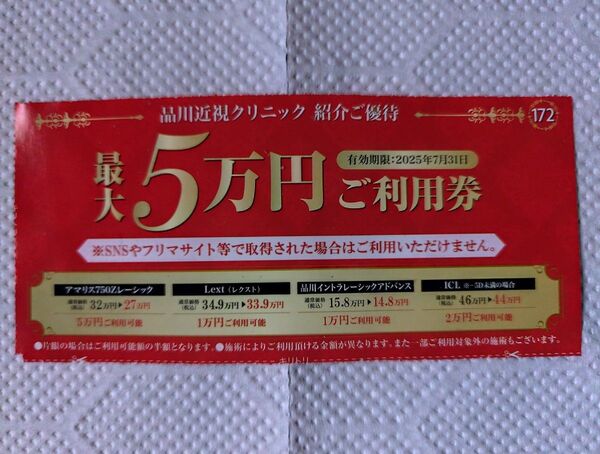 品川近視クリニック 紹介ご優待
172
最大5万円ご利用券
有効期限:2025年7月31日
※SNSやフリマサイト等で取得された場合はご利用いただけません。
アマリス750Zレーシック
通常価格(税込) 32万円▶27万円
5万円ご利用可能
Lext(レクスト)
通常価格(税込) 34.9万円▶33.9万円
1万円ご利用可能
品川イントラレーシックアドバンス
通常価格(税込) 15.8万円▶14.8万円
1万円ご利用可能
ICL ※-5D未満の場合
通常価格(税込) 46万円▶44万円
2万円ご利用可能
●片眼の場合はご利用可能額の半額となります。●施術によりご利用頂ける金額が異なります。また一部ご利用対象外の施術もございます。
キリトリ